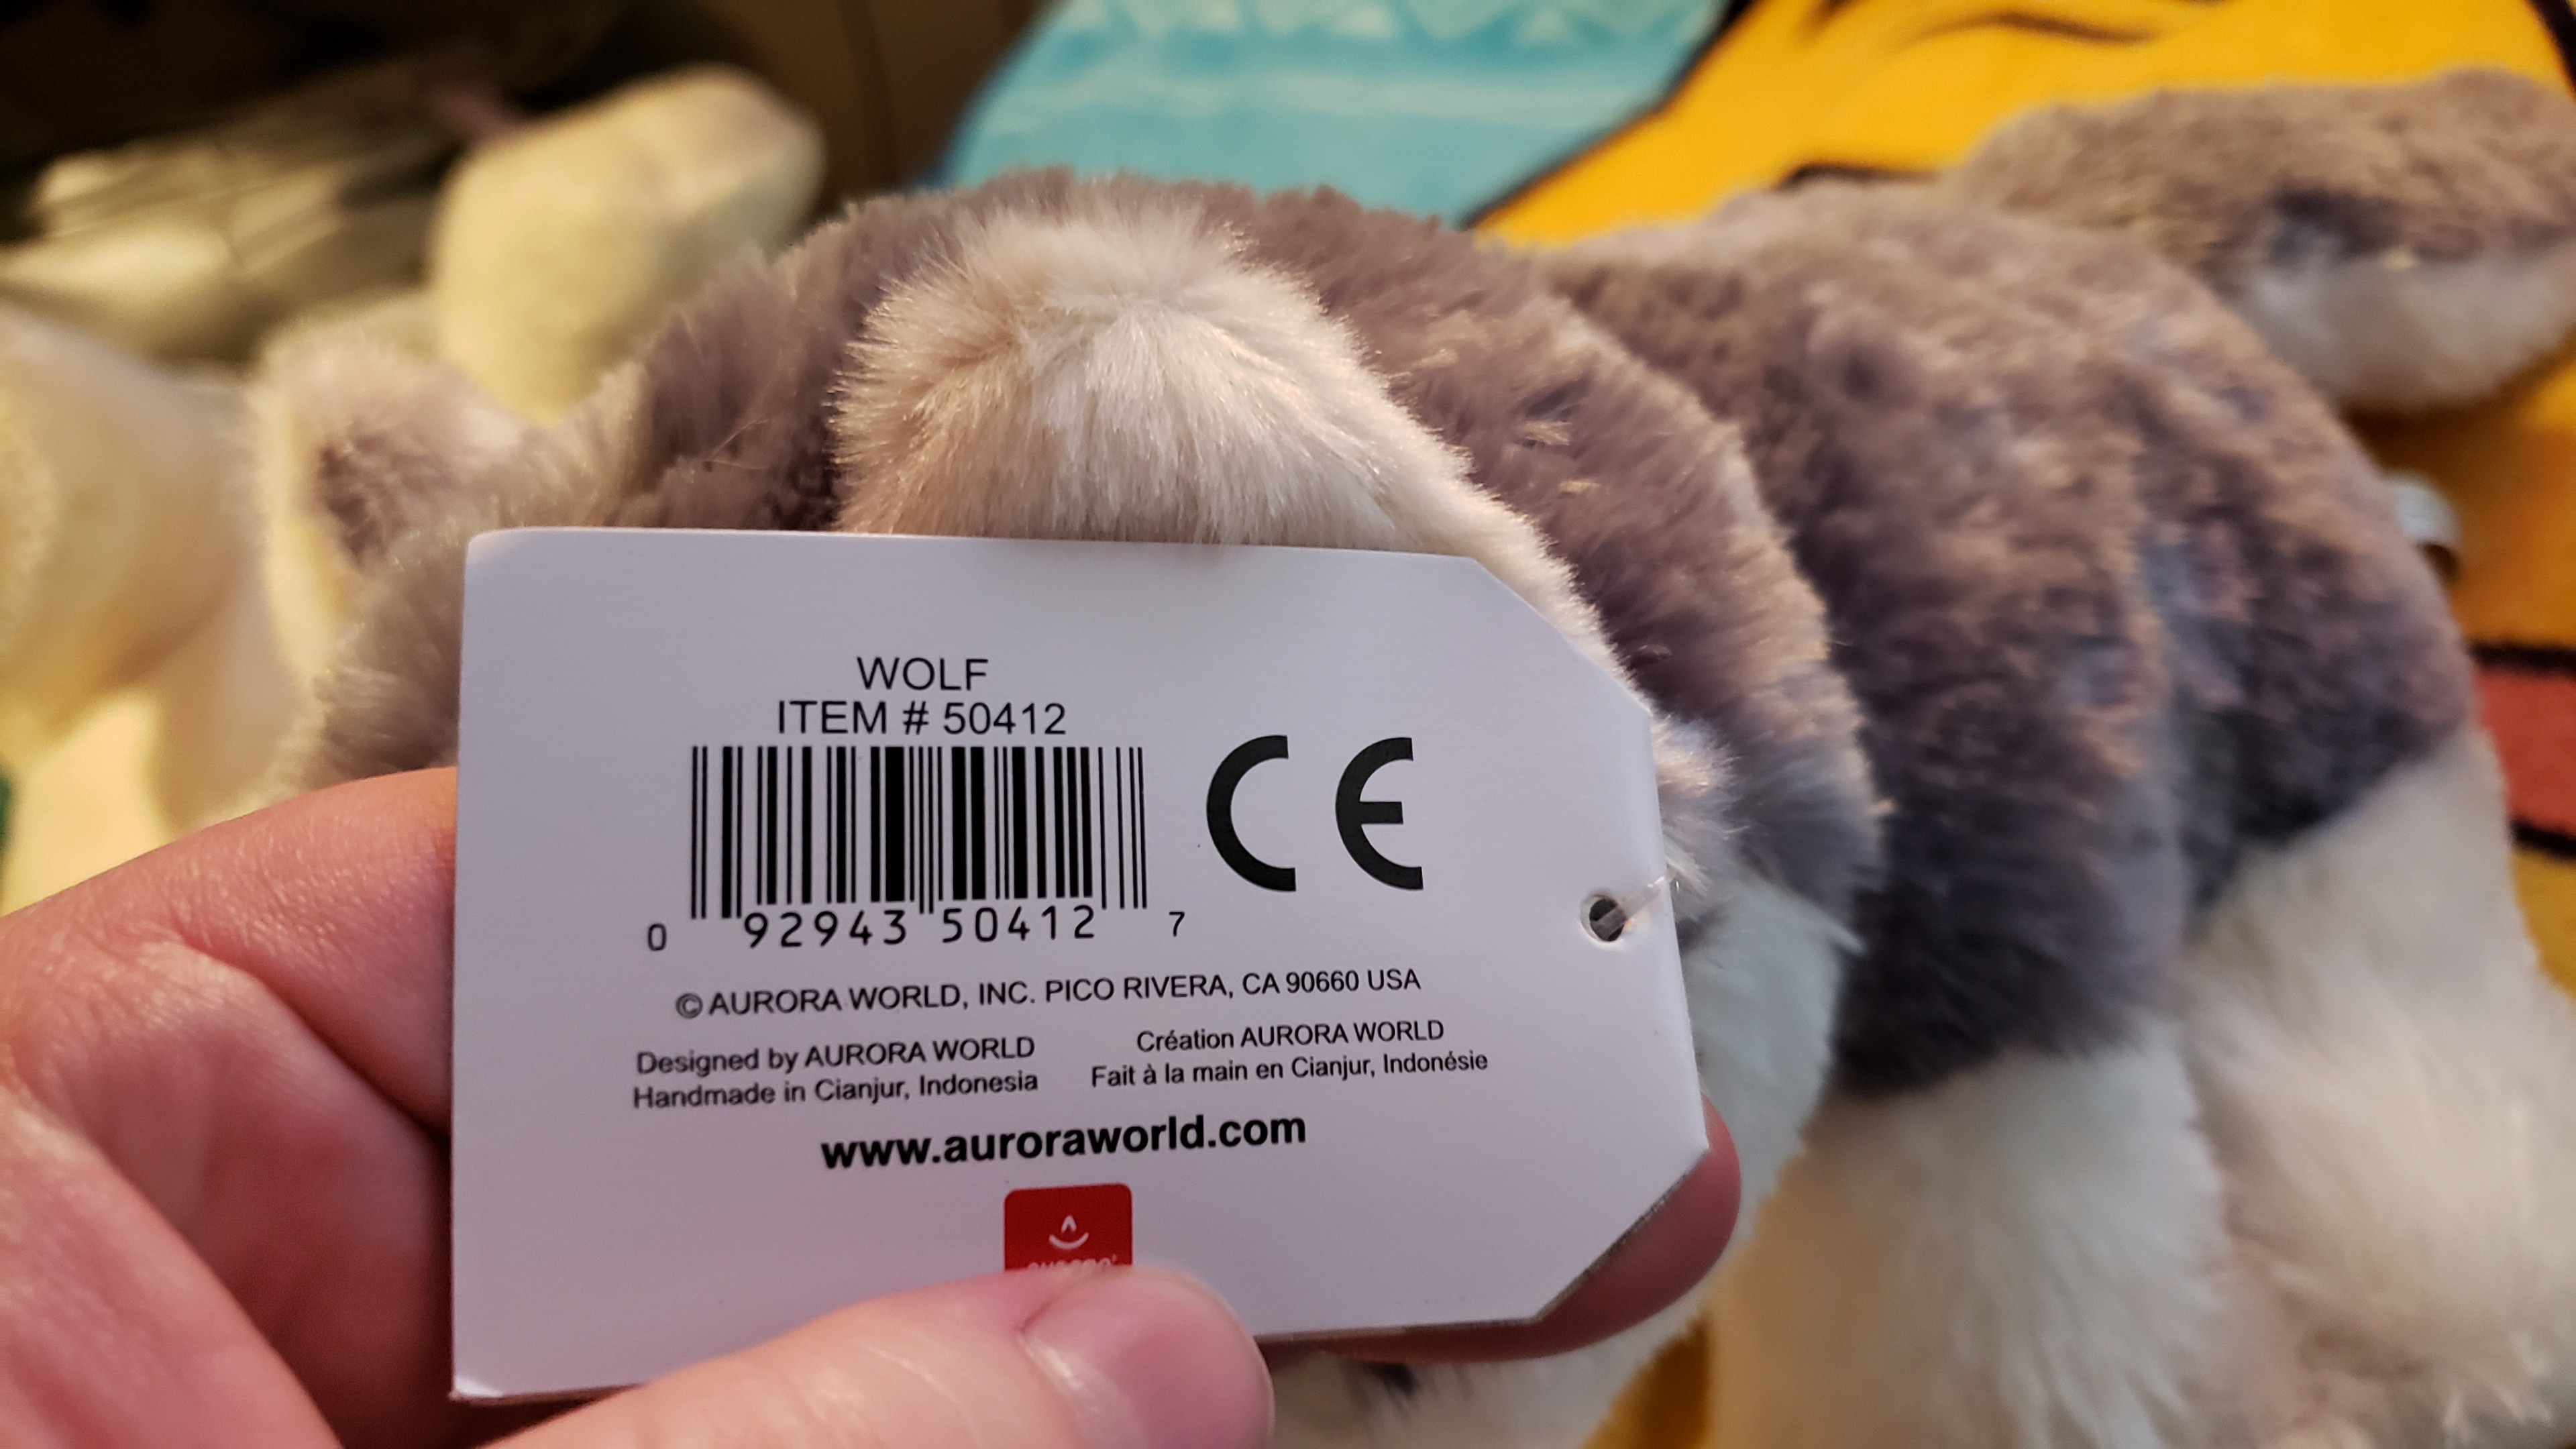 WOLF
ITEM # 50412
CE
0 92943 50412 7
© AURORA WORLD, INC. PICO RIVERA, CA 90660 USA
Designed by AURORA WORLD
Handmade in Cianjur, Indonesia
Création AURORA WORLD
Fait à la main en Cianjur, Indonésie
www.auroraworld.com